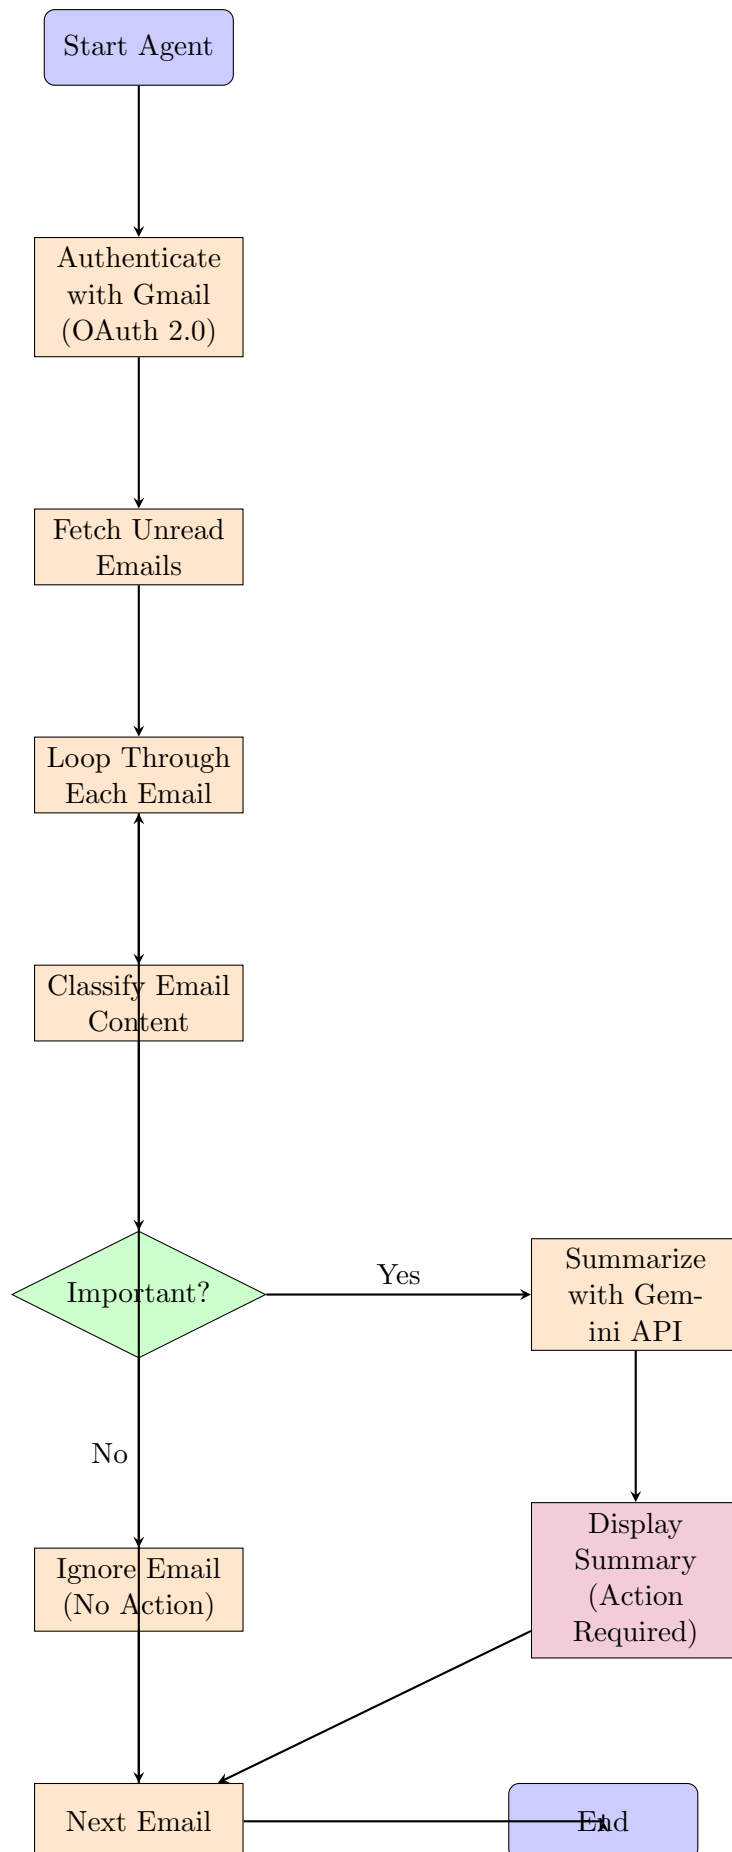 Start Agent
Authenticate
with Gmail
(OAuth 2.0)
Fetch Unread
Emails
Loop Through
Each Email
Classify Email
Content
Important?
Yes
Summarize
with Gem-
ini API
No
Display
Summary
(Action
Required)
Ignore Email
(No Action)
Next Email
End